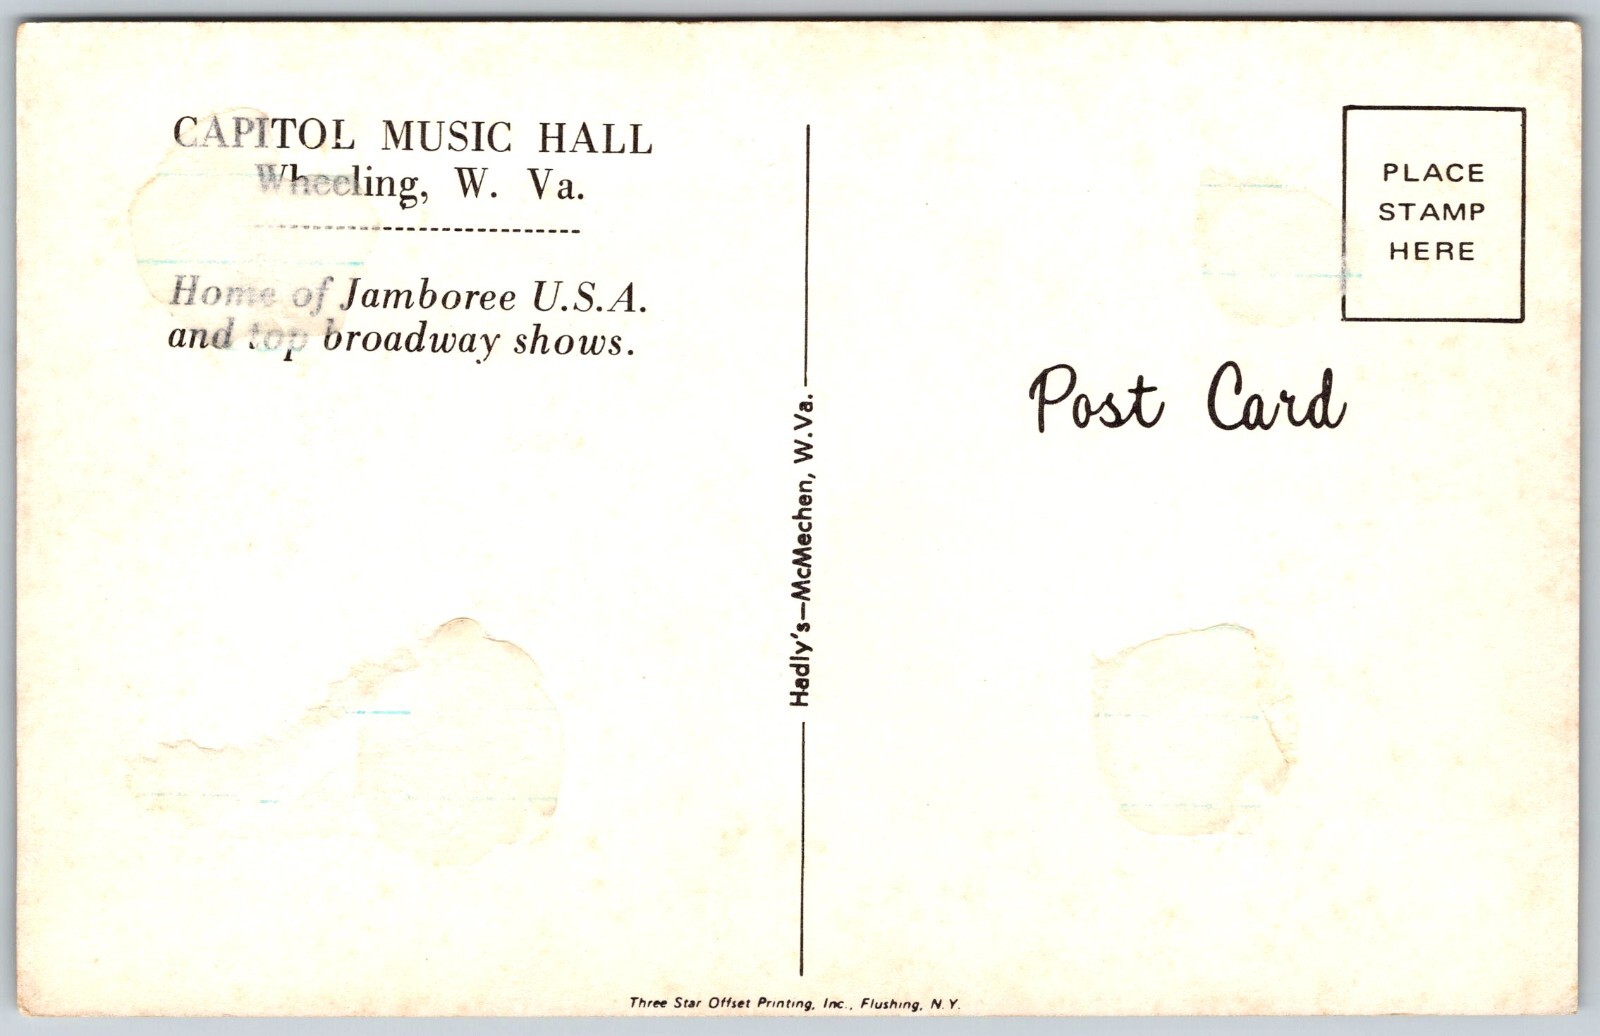 CAPITOL MUSIC HALL
Wheeling, W. Va.
Home of Jamboree U.S.A.
and top broadway shows.
Hadly's—McMechen, W.Va.
PLACE
STAMP
HERE
Post Card
Three Star Offset Printing, Inc., Flushing, N.Y.